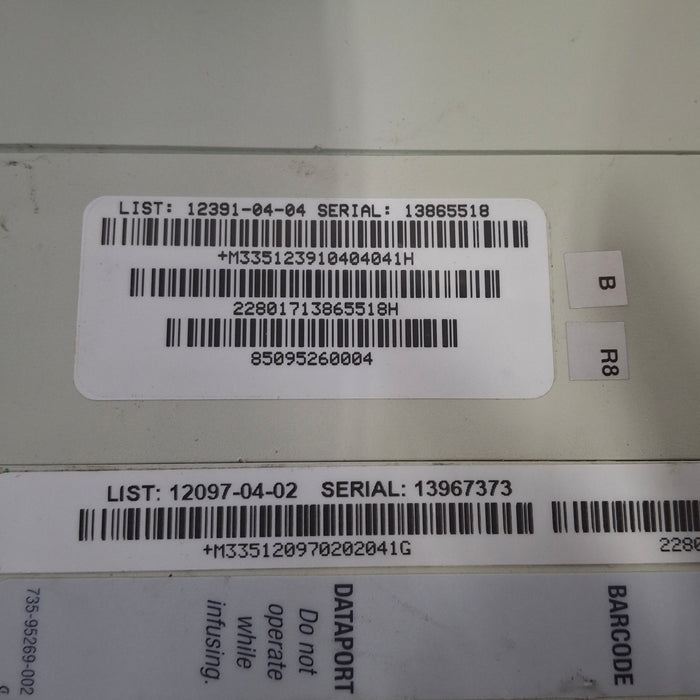 LIST: 12391-04-04 SERIAL: 13865518
+M335123910404041H
22801713865518H
85095260004
B
R8
LIST: 12097-04-02 SERIAL: 13967373
+M335120970202041G
2280
735-95269-002
Do not
operate
while
infusing.
DATAPORT
BARCODE